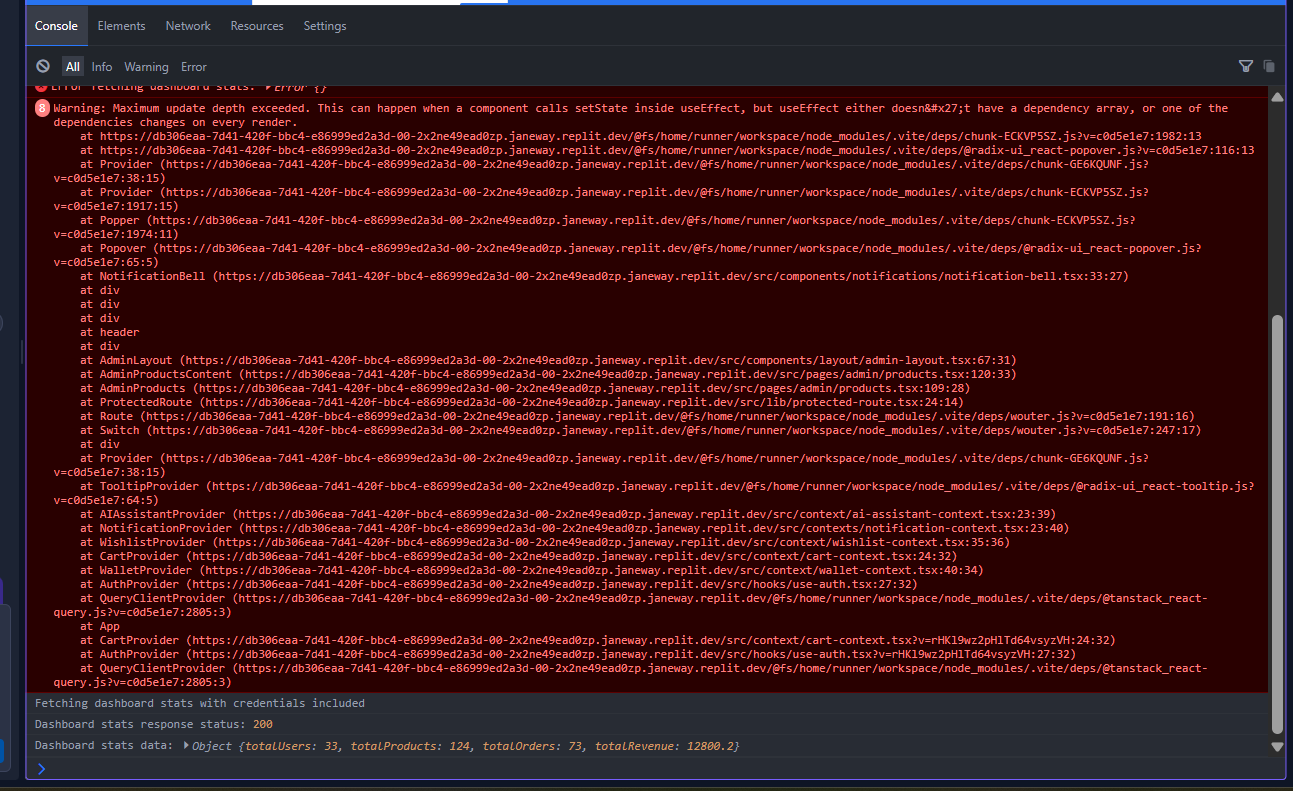 Console Elements Network Resources Settings
All Info Warning Error
Error fetching dashboard stats: Error {}
8 Warning: Maximum update depth exceeded. This can happen when a component calls setState inside useEffect, but useEffect either doesn&#x27;t have a dependency array, or one of the
dependencies changes on every render.
at https://db306eaa-7d41-420f-bbc4-e86999ed2a3d-00-2x2ne49ead0zp.janeway.replit.dev/@fs/home/runner/workspace/node_modules/.vite/deps/chunk-ECKVP5SZ.js?v=c0d5e1e7:1982:13
at https://db306eaa-7d41-420f-bbc4-e86999ed2a3d-00-2x2ne49ead0zp.janeway.replit.dev/@fs/home/runner/workspace/node_modules/.vite/deps/@radix-ui_react-popover.js?v=c0d5e1e7:116:13
at Provider (https://db306eaa-7d41-420f-bbc4-e86999ed2a3d-00-2x2ne49ead0zp.janeway.replit.dev/@fs/home/runner/workspace/node_modules/.vite/deps/chunk-GE6KQUNF.js?
v=c0d5e1e7:38:15)
at Provider (https://db306eaa-7d41-420f-bbc4-e86999ed2a3d-00-2x2ne49ead0zp.janeway.replit.dev/@fs/home/runner/workspace/node_modules/.vite/deps/chunk-ECKVP5SZ.js?
v=c0d5e1e7:1917:15)
at Popper (https://db306eaa-7d41-420f-bbc4-e86999ed2a3d-00-2x2ne49ead0zp.janeway.replit.dev/@fs/home/runner/workspace/node_modules/.vite/deps/chunk-ECKVP5SZ.js?
v=c0d5e1e7:1974:11)
at Popover (https://db306eaa-7d41-420f-bbc4-e86999ed2a3d-00-2x2ne49ead0zp.janeway.replit.dev/@fs/home/runner/workspace/node_modules/.vite/deps/@radix-ui_react-popover.js?
v=c0d5e1e7:65:5)
at NotificationBell (https://db306eaa-7d41-420f-bbc4-e86999ed2a3d-00-2x2ne49ead0zp.janeway.replit.dev/src/components/notifications/notification-bell.tsx:33:27)
at div
at div
at div
at header
at div
at AdminLayout (https://db306eaa-7d41-420f-bbc4-e86999ed2a3d-00-2x2ne49ead0zp.janeway.replit.dev/src/components/layout/admin-layout.tsx:67:31)
at AdminProductsContent (https://db306eaa-7d41-420f-bbc4-e86999ed2a3d-00-2x2ne49ead0zp.janeway.replit.dev/src/pages/admin/products.tsx:120:33)
at AdminProducts (https://db306eaa-7d41-420f-bbc4-e86999ed2a3d-00-2x2ne49ead0zp.janeway.replit.dev/src/pages/admin/products.tsx:109:28)
at ProtectedRoute (https://db306eaa-7d41-420f-bbc4-e86999ed2a3d-00-2x2ne49ead0zp.janeway.replit.dev/src/lib/protected-route.tsx:24:14)
at Route (https://db306eaa-7d41-420f-bbc4-e86999ed2a3d-00-2x2ne49ead0zp.janeway.replit.dev/@fs/home/runner/workspace/node_modules/.vite/deps/wouter.js?v=c0d5e1e7:191:16)
at Switch (https://db306eaa-7d41-420f-bbc4-e86999ed2a3d-00-2x2ne49ead0zp.janeway.replit.dev/@fs/home/runner/workspace/node_modules/.vite/deps/wouter.js?v=c0d5e1e7:247:17)
at div
at Provider (https://db306eaa-7d41-420f-bbc4-e86999ed2a3d-00-2x2ne49ead0zp.janeway.replit.dev/@fs/home/runner/workspace/node_modules/.vite/deps/chunk-GE6KQUNF.js?
v=c0d5e1e7:38:15)
at TooltipProvider (https://db306eaa-7d41-420f-bbc4-e86999ed2a3d-00-2x2ne49ead0zp.janeway.replit.dev/@fs/home/runner/workspace/node_modules/.vite/deps/@radix-ui_react-tooltip.js?
v=c0d5e1e7:64:5)
at AIAssistantProvider (https://db306eaa-7d41-420f-bbc4-e86999ed2a3d-00-2x2ne49ead0zp.janeway.replit.dev/src/context/ai-assistant-context.tsx:23:39)
at NotificationProvider (https://db306eaa-7d41-420f-bbc4-e86999ed2a3d-00-2x2ne49ead0zp.janeway.replit.dev/src/contexts/notification-context.tsx:23:40)
at WishlistProvider (https://db306eaa-7d41-420f-bbc4-e86999ed2a3d-00-2x2ne49ead0zp.janeway.replit.dev/src/context/wishlist-context.tsx:35:36)
at CartProvider (https://db306eaa-7d41-420f-bbc4-e86999ed2a3d-00-2x2ne49ead0zp.janeway.replit.dev/src/context/cart-context.tsx:24:32)
at WalletProvider (https://db306eaa-7d41-420f-bbc4-e86999ed2a3d-00-2x2ne49ead0zp.janeway.replit.dev/src/context/wallet-context.tsx:40:34)
at AuthProvider (https://db306eaa-7d41-420f-bbc4-e86999ed2a3d-00-2x2ne49ead0zp.janeway.replit.dev/src/hooks/use-auth.tsx:27:32)
at QueryClientProvider (https://db306eaa-7d41-420f-bbc4-e86999ed2a3d-00-2x2ne49ead0zp.janeway.replit.dev/@fs/home/runner/workspace/node_modules/.vite/deps/@tanstack_react-
query.js?v=c0d5e1e7:2805:3)
at App
at CartProvider (https://db306eaa-7d41-420f-bbc4-e86999ed2a3d-00-2x2ne49ead0zp.janeway.replit.dev/src/context/cart-context.tsx?v=rHKl9wz2pHlTd64vsyzVH:24:32)
at AuthProvider (https://db306eaa-7d41-420f-bbc4-e86999ed2a3d-00-2x2ne49ead0zp.janeway.replit.dev/src/hooks/use-auth.tsx?v=rHKl9wz2pHlTd64vsyzVH:27:32)
at QueryClientProvider (https://db306eaa-7d41-420f-bbc4-e86999ed2a3d-00-2x2ne49ead0zp.janeway.replit.dev/@fs/home/runner/workspace/node_modules/.vite/deps/@tanstack_react-
query.js?v=c0d5e1e7:2805:3)
Fetching dashboard stats with credentials included
Dashboard stats response status: 200
Dashboard stats data: Object {totalUsers: 33, totalProducts: 124, totalOrders: 73, totalRevenue: 12800.2}